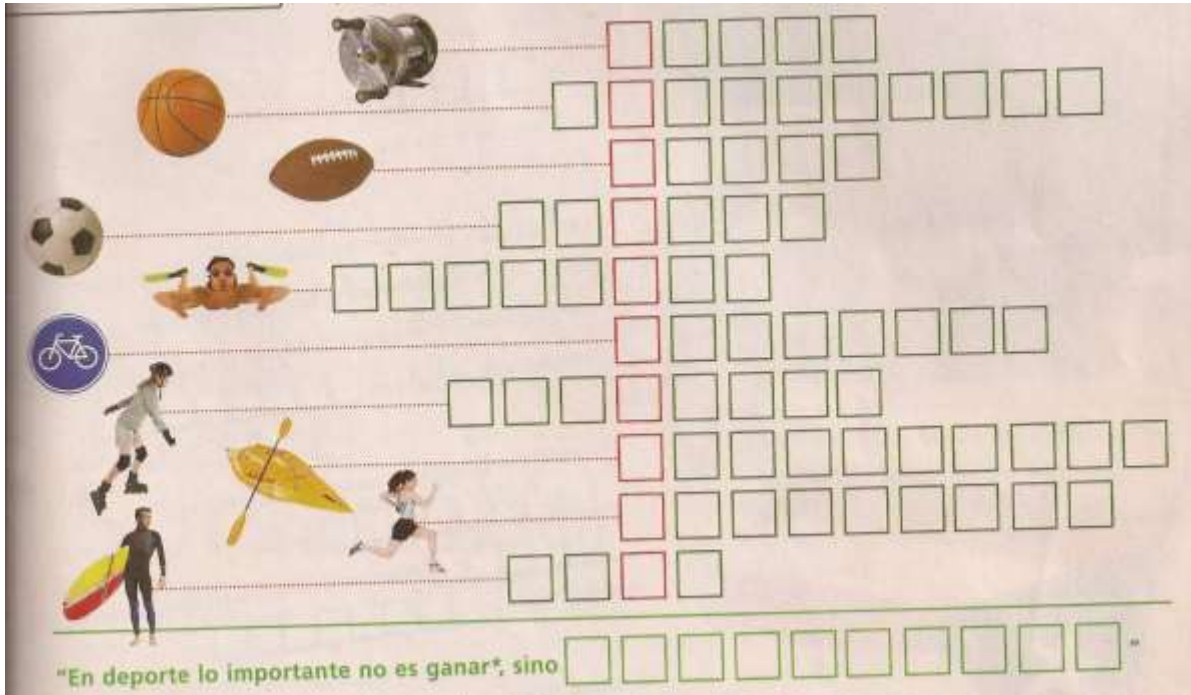 "En deporte lo importante no es ganar*, sino "